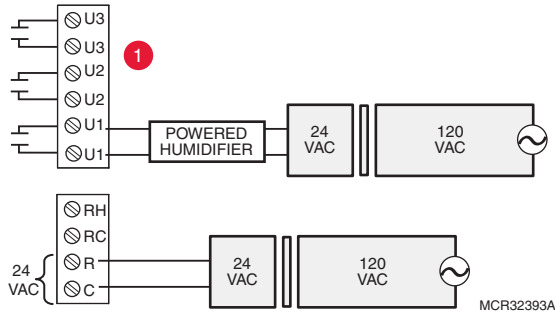 U3
1
U3
U2
U2
U1
POWERED
HUMIDIFIER
24
VAC
120
VAC
U1
RH
RC
R
24
VAC
C
24
VAC
120
VAC
MCR32393A